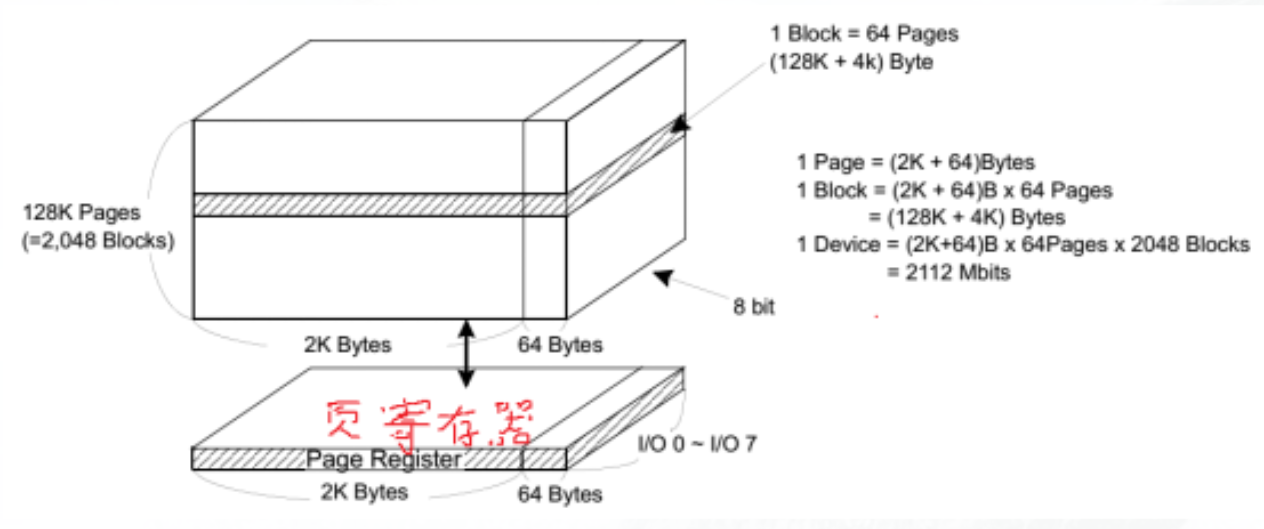 1 Block = 64 Pages
(128K + 4k) Byte
1 Page = (2K + 64)Bytes
1 Block = (2K + 64)B x 64 Pages
= (128K + 4K) Bytes
1 Device = (2K+64)B x 64Pages x 2048 Blocks
= 2112 Mbits
128K Pages
(=2,048 Blocks)
8 bit
2K Bytes
64 Bytes
页寄存器
I/O 0 ~ I/O 7
Page Register
2K Bytes
64 Bytes